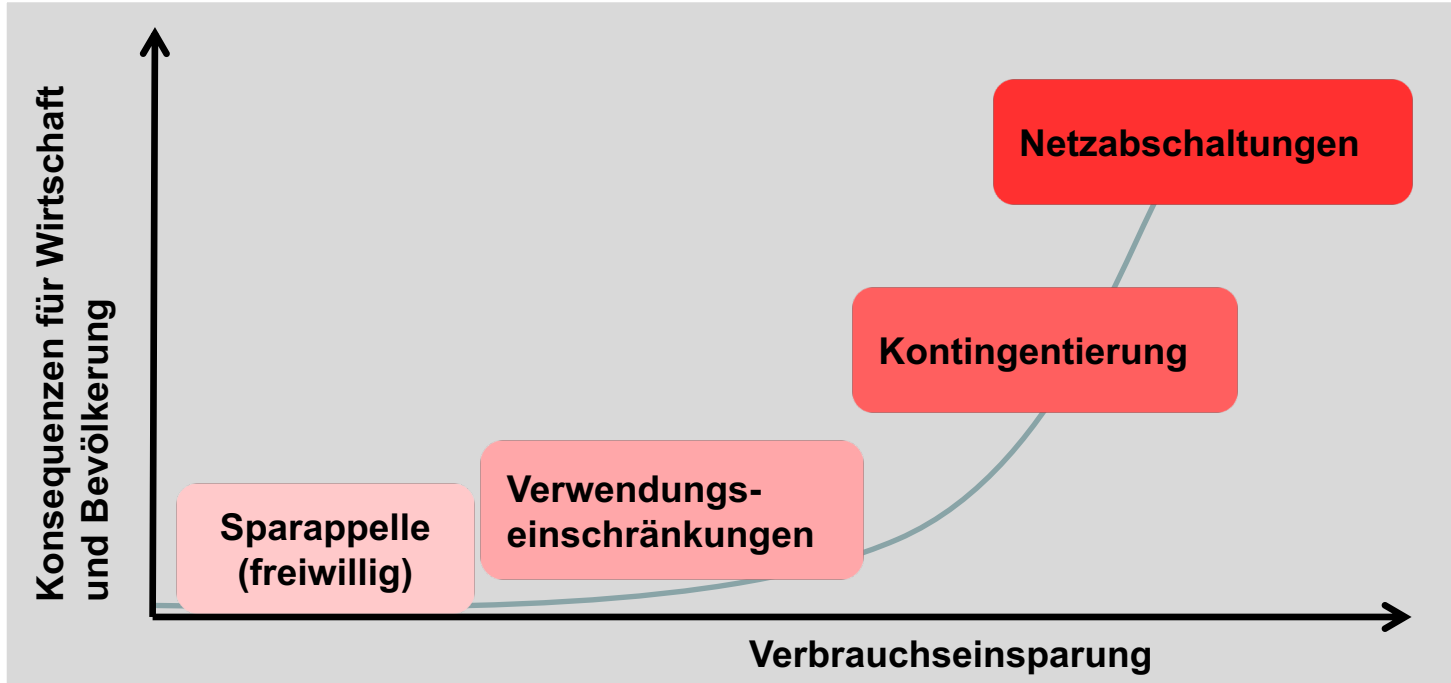 Konsequenzen für Wirtschaft
und Bevölkerung
Netzabschaltungen
Kontingentierung
Verwendungs-
einschränkungen
Sparappelle
(freiwillig)
Verbrauchseinsparung